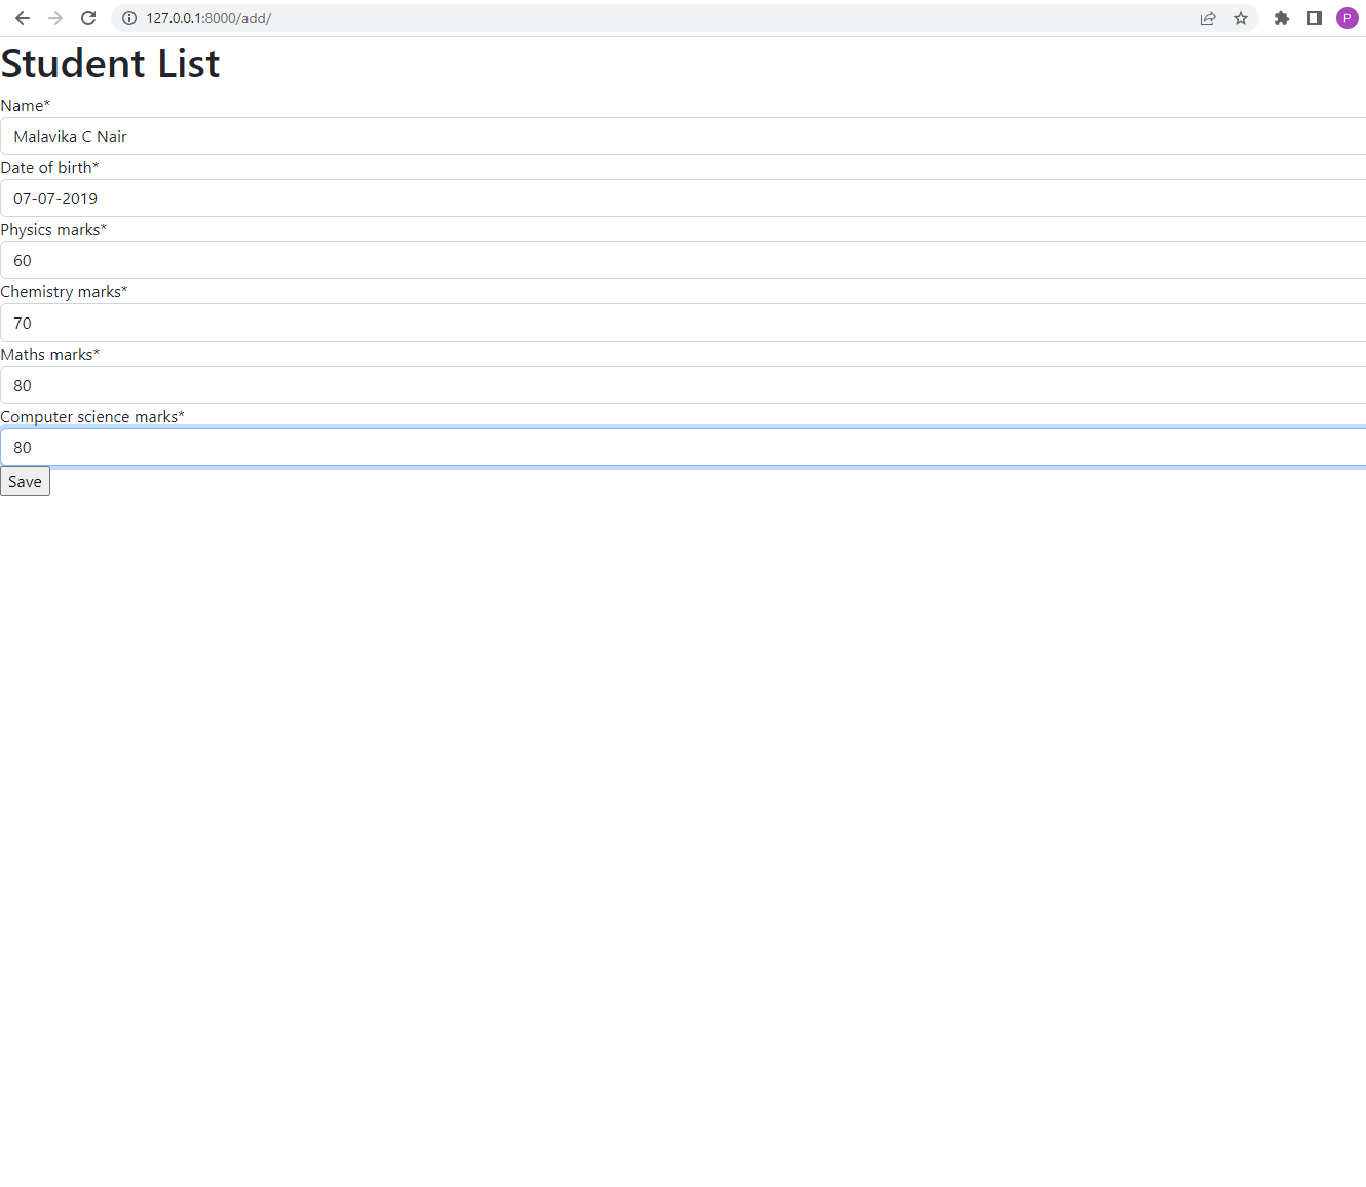 127.0.0.1:8000/add/
P
Student List
Name*
Malavika C Nair
Date of birth*
07-07-2019
Physics marks*
60
Chemistry marks*
70
Maths marks*
80
Computer science marks*
80
Save